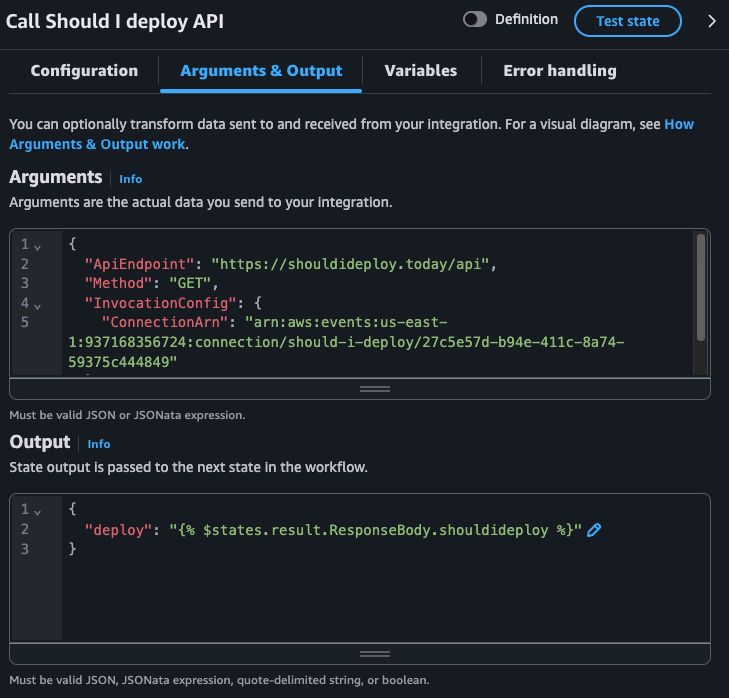 Call Should I deploy API
Definition
Test state
Configuration
Arguments & Output
Variables
Error handling
You can optionally transform data sent to and received from your integration. For a visual diagram, see How
Arguments & Output work.
Arguments Info
Arguments are the actual data you send to your integration.
1 {
2 "ApiEndpoint": "https://shouldideploy.today/api",
3 "Method": "GET",
4 "InvocationConfig": {
5 "ConnectionArn": "arn:aws:events:us-east-
1:937168356724:connection/should-i-deploy/27c5e57d-b94e-411c-8a74-
59375c444849"
Must be valid JSON or JSONata expression.
Output Info
State output is passed to the next state in the workflow.
1 {
2 "deploy": "{% $states.result.ResponseBody.shouldideploy %}"
3 }
Must be valid JSON, JSONata expression, quote-delimited string, or boolean.